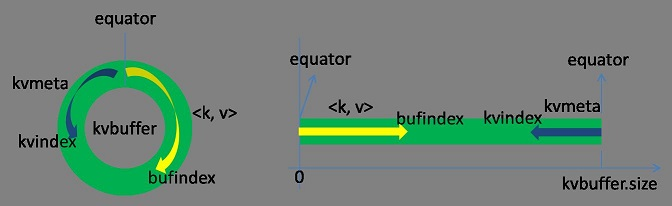 equator
kvmeta
<k, v>
kvbuffer
kvindex
bufindex
equator
equator
<k, v>
kvmeta
bufindex
kvindex
0
kvbuffer.size